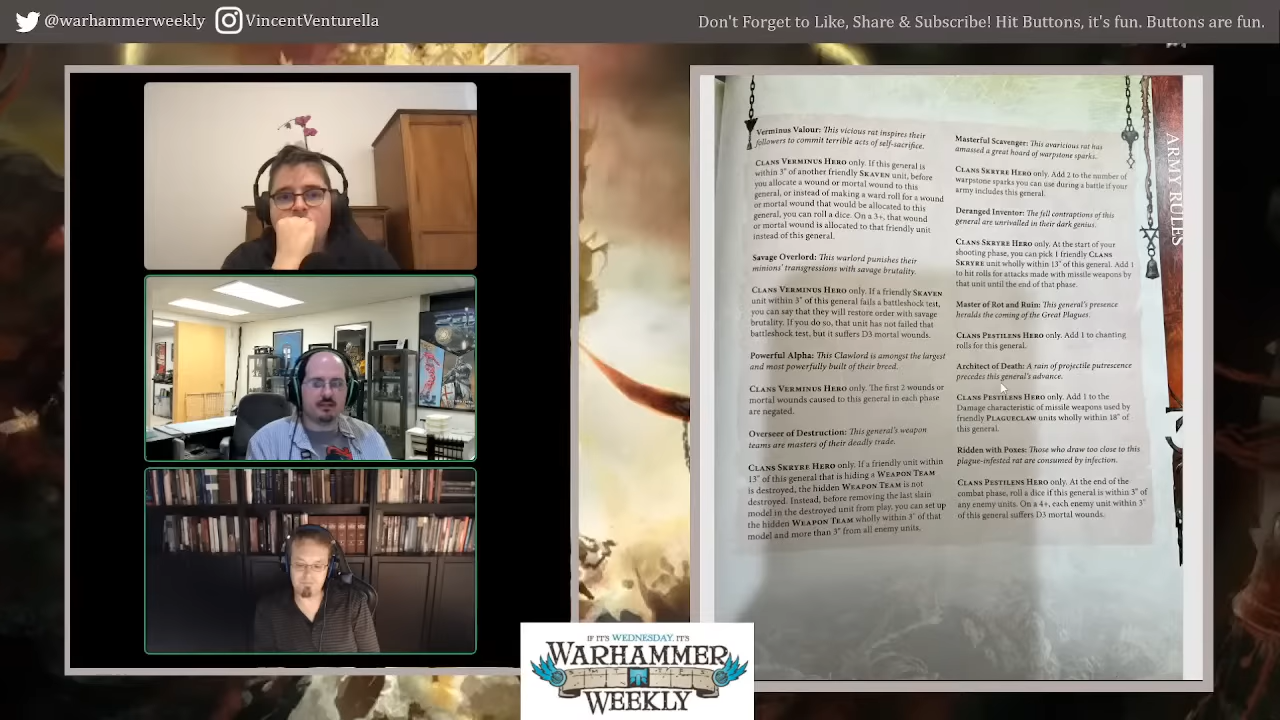 @warhammerweekly VincentVenturella
Don't Forget to Like, Share & Subscribe! Hit Buttons, it's fun. Buttons are fun.
Verminus Valour: This vicious rat inspires their
followers to commit terrible acts of self-sacrifice.
CLANS VERMINUS HERO only. If this general is
within 3" of another friendly SKAVEN unit, before
you allocate a wound or mortal wound to this
general, or instead of making a ward roll for a wound
or mortal wound that would be allocated to this
general, you can roll a dice. On a 3+, that wound
or mortal wound is allocated to that friendly unit
instead of this general.
Savage Overlord: This warlord punishes their
minions' transgressions with savage brutality.
CLANS VERMINUS HERO only. If a friendly SKAVEN
unit within 3" of this general fails a battleshock test,
you can say that they will restore order with savage
brutality. If you do so, that unit has not failed that
battleshock test, but it suffers D3 mortal wounds.
Powerful Alpha: This Clawlord is amongst the largest
and most powerfully built of their breed.
CLANS VERMINUS HERO only. The first 2 wounds or
mortal wounds caused to this general in each phase
are negated.
Overseer of Destruction: This general's weapon
teams are masters of their deadly trade.
CLANS SKRYRE HERO only. If a friendly unit within
13" of this general that is hiding a WEAPON TEAM
is destroyed, the hidden WEAPON TEAM is not
destroyed. Instead, before removing the last slain
model in the destroyed unit from play, you can set up
the hidden WEAPON TEAM wholly within 3" of that
model and more than 3" from all enemy units.
Masterful Scavenger: This avaricious rat has
amassed a great hoard of warpstone sparks.
CLANS SKRYRE HERO only. Add 2 to the number of
warpstone sparks you can use during a battle if your
army includes this general.
Deranged Inventor: The fell contraptions of this
general are unrivalled in their dark genius.
CLANS SKRYRE HERO only. At the start of your
shooting phase, you can pick 1 friendly CLANS
SKRYRE unit wholly within 13" of this general. Add 1
to hit rolls for attacks made with missile weapons by
that unit until the end of that phase.
Master of Rot and Ruin: This general's presence
heralds the coming of the Great Plagues.
CLANS PESTILENS HERO only. Add 1 to chanting
rolls for this general.
Architect of Death: A rain of projectile putrescence
precedes this general's advance.
CLANS PESTILENS HERO only. Add 1 to the
Damage characteristic of missile weapons used by
friendly PLAGUECLAW units wholly within 18" of
this general.
Ridden with Poxes: Those who draw too close to this
plague-infested rat are consumed by infection.
CLANS PESTILENS HERO only. At the end of the
combat phase, roll a dice if this general is within 3" of
any enemy units. On a 4+, each enemy unit within 3"
of this general suffers D3 mortal wounds.
ARMY RULES
IF IT'S WEDNESDAY, IT'S
WARHAMMER
WEEKLY